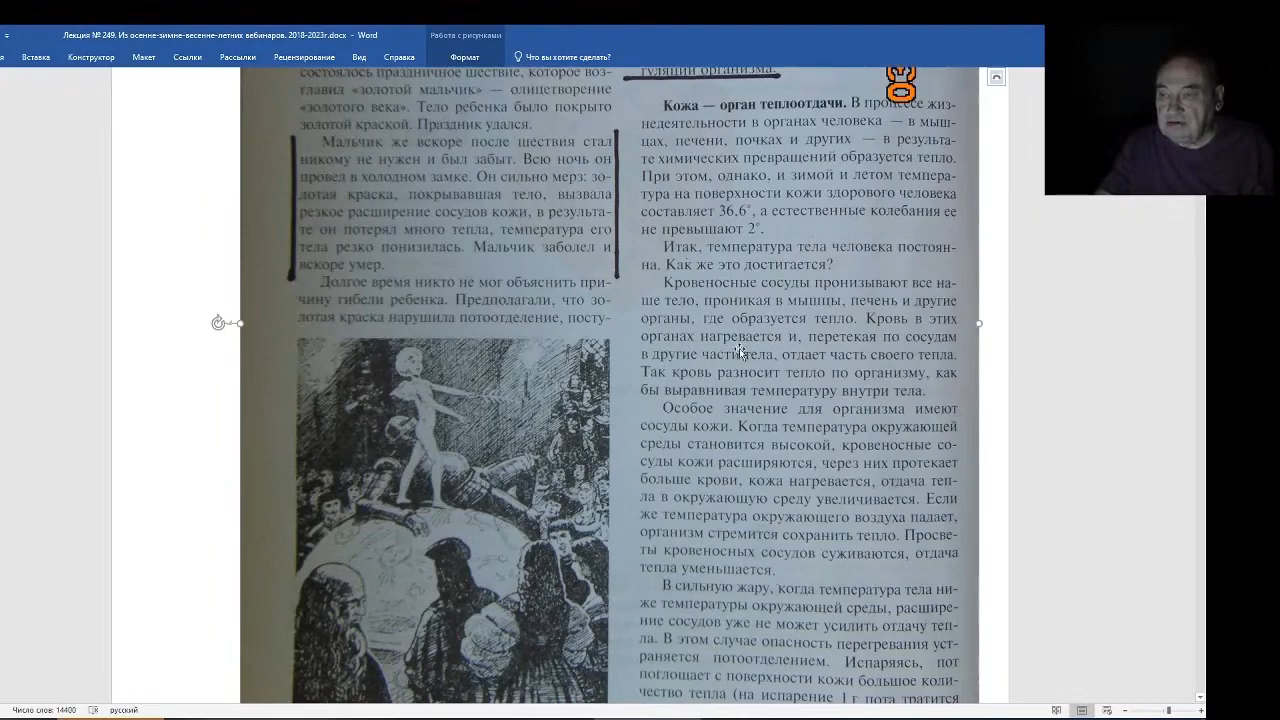 Лекция № 249. Из осенне-зимне-весенне-летних вебинаров. 2018-2023г.docx - Word
Работа с рисунками
Вставка Конструктор Макет Ссылки Рассылки Рецензирование Вид Справка Формат Что вы хотите сделать?
состоялось праздничное шествие, которое воз-
главил «золотой мальчик» — олицетворение
«золотого века». Тело ребенка было покрыто
золотой краской. Праздник удался.
Мальчик же вскоре после шествия стал
никому не нужен и был забыт. Всю ночь он
провел в холодном замке. Он сильно мерз: зо-
лотая краска, покрывавшая тело, вызвала
резкое расширение сосудов кожи, в результа-
те он потерял много тепла, температура его
тела резко понизилась. Мальчик заболел и
вскоре умер.
Долгое время никто не мог объяснить при-
чину гибели ребенка. Предполагали, что зо-
лотая краска нарушила потоотделение, посту-
гуляции организма.
Кожа — орган теплоотдачи. В процессе жиз-
недеятельности в органах человека — в мыш-
цах, печени, почках и других — в результа-
те химических превращений образуется тепло.
При этом, однако, и зимой и летом темпера-
тура на поверхности кожи здорового человека
составляет 36,6°, а естественные колебания ее
не превышают 2°.
Итак, температура тела человека постоян-
на. Как же это достигается?
Кровеносные сосуды пронизывают все на-
ше тело, проникая в мышцы, печень и другие
органы, где образуется тепло. Кровь в этих
органах нагревается и, перетекая по сосудам
в другие части тела, отдает часть своего тепла.
Так кровь разносит тепло по организму, как
бы выравнивая температуру внутри тела.
Особое значение для организма имеют
сосуды кожи. Когда температура окружающей
среды становится высокой, кровеносные со-
суды кожи расширяются, через них протекает
больше крови, кожа нагревается, отдача теп-
ла в окружающую среду увеличивается. Если
же температура окружающего воздуха падает,
организм стремится сохранить тепло. Просве-
ты кровеносных сосудов суживаются, отдача
тепла уменьшается.
В сильную жару, когда температура тела ни-
же температуры окружающей среды, расшире-
ние сосудов уже не может усилить отдачу теп-
ла. В этом случае опасность перегревания уст-
раняется потоотделением. Испаряясь, пот
поглощает с поверхности кожи большое коли-
чество тепла (на испарение 1 г пота тратится
Число слов: 14400 русский